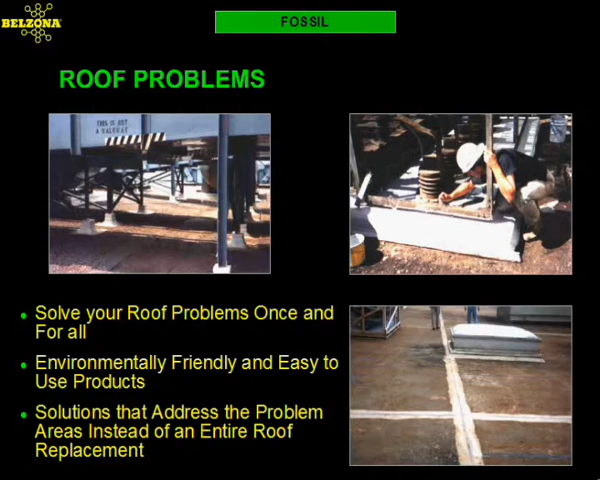 BELZONA
FOSSIL
ROOF PROBLEMS
THIS IS NOT
A WALKWAY
Solve your Roof Problems Once and
For all
Environmentally Friendly and Easy to
Use Products
Solutions that Address the Problem
Areas Instead of an Entire Roof
Replacement